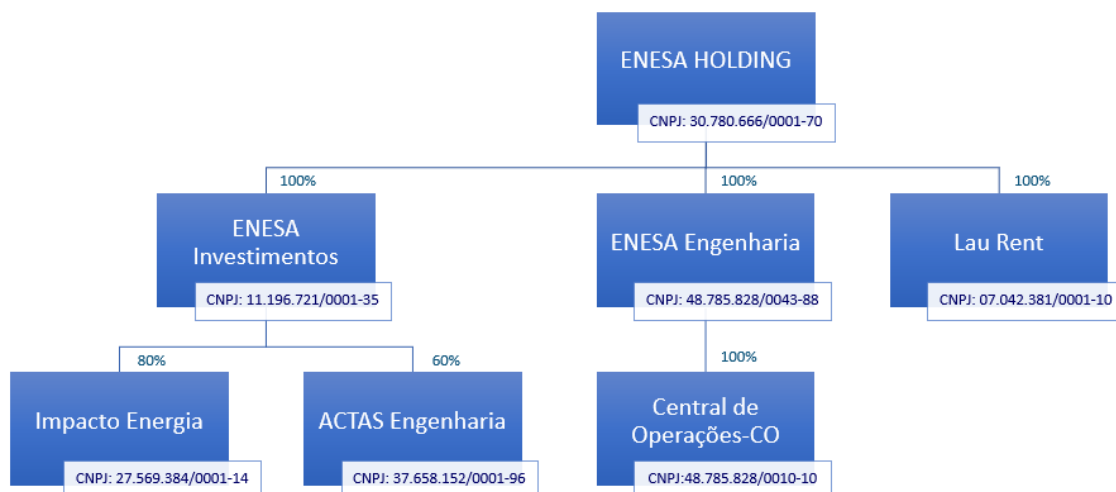 ENESA HOLDING
CNPJ: 30.780.666/0001-70
100%
100%
100%
ENESA
Investimentos
CNPJ: 11.196.721/0001-35
ENESA Engenharia
CNPJ: 48.785.828/0043-88
Lau Rent
CNPJ: 07.042.381/0001-10
80%
60%
100%
Impacto Energia
CNPJ: 27.569.384/0001-14
ACTAS Engenharia
CNPJ: 37.658.152/0001-96
Central de
Operações-CO
CNPJ:48.785.828/0010-10